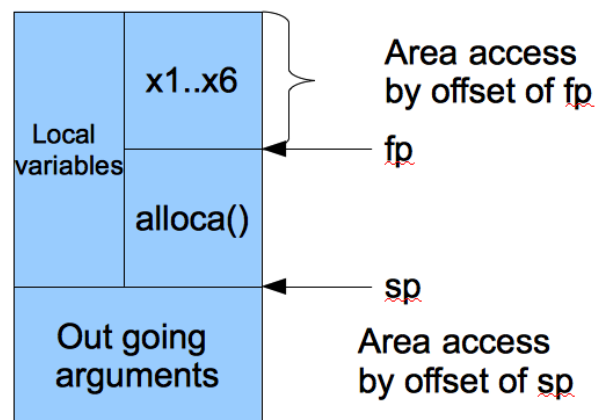 x1..x6
Area access
by offset of fp
Local
variables
fp
alloca()
sp
Out going
arguments
Area access
by offset of sp